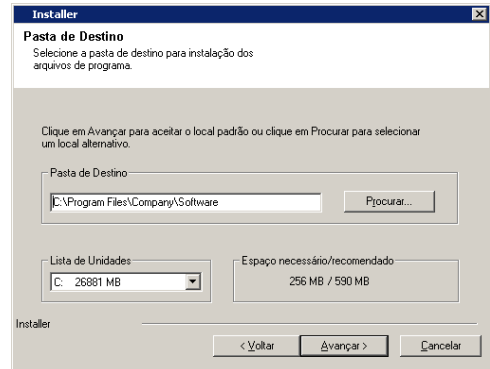 Installer
Pasta de Destino
Selecione a pasta de destino para instalação dos
arquivos de programa.
Clique em Avançar para aceitar o local padrão ou clique em Procurar para selecionar
um local alternativo.
Pasta de Destino
C:\Program Files\Company\Software
Procurar...
Lista de Unidades
C: 26881 MB
Espaço necessário/recomendado
256 MB / 590 MB
Installer
< Voltar
Avançar >
Cancelar